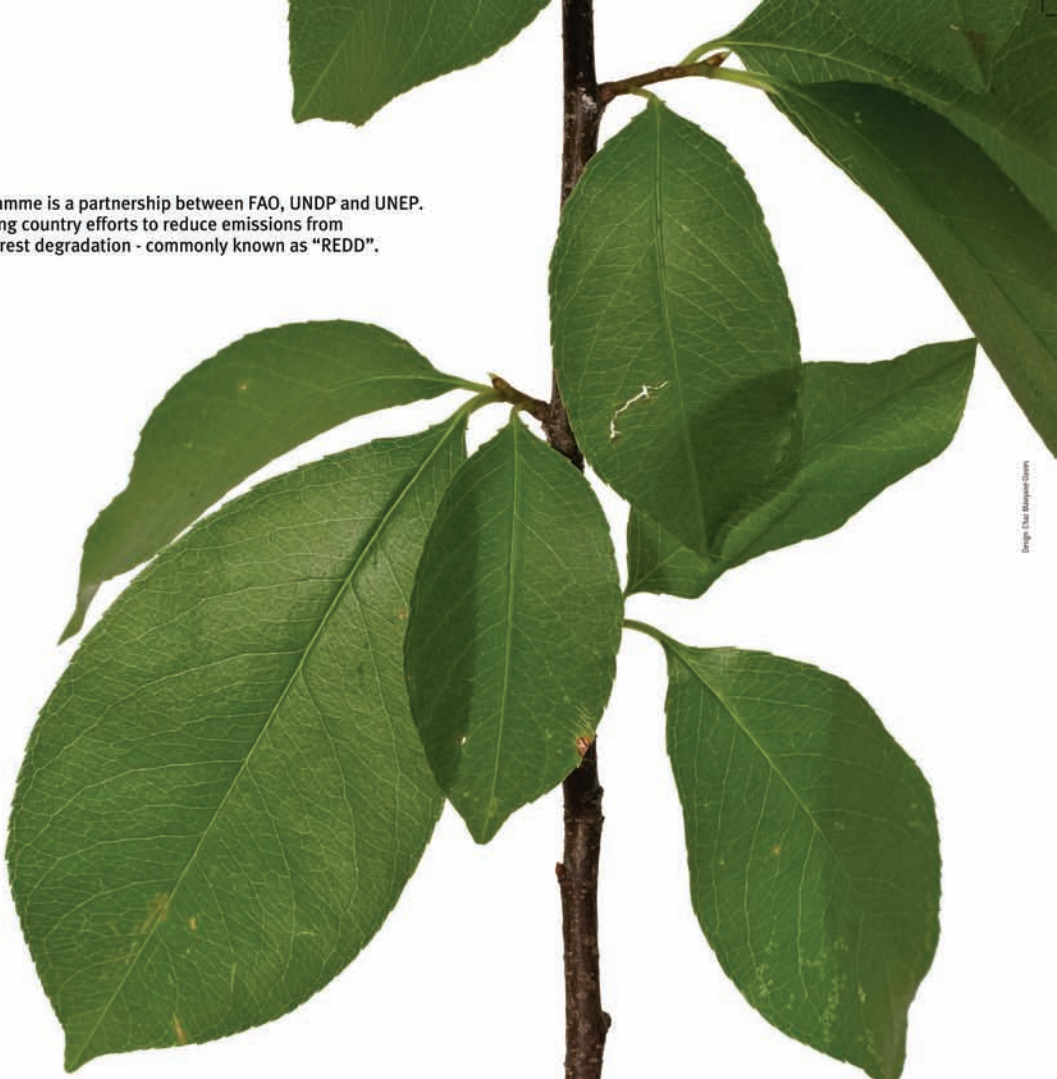 amme is a partnership between FAO, UNDP and UNEP.
ng country efforts to reduce emissions from
rest degradation - commonly known as “REDD”.